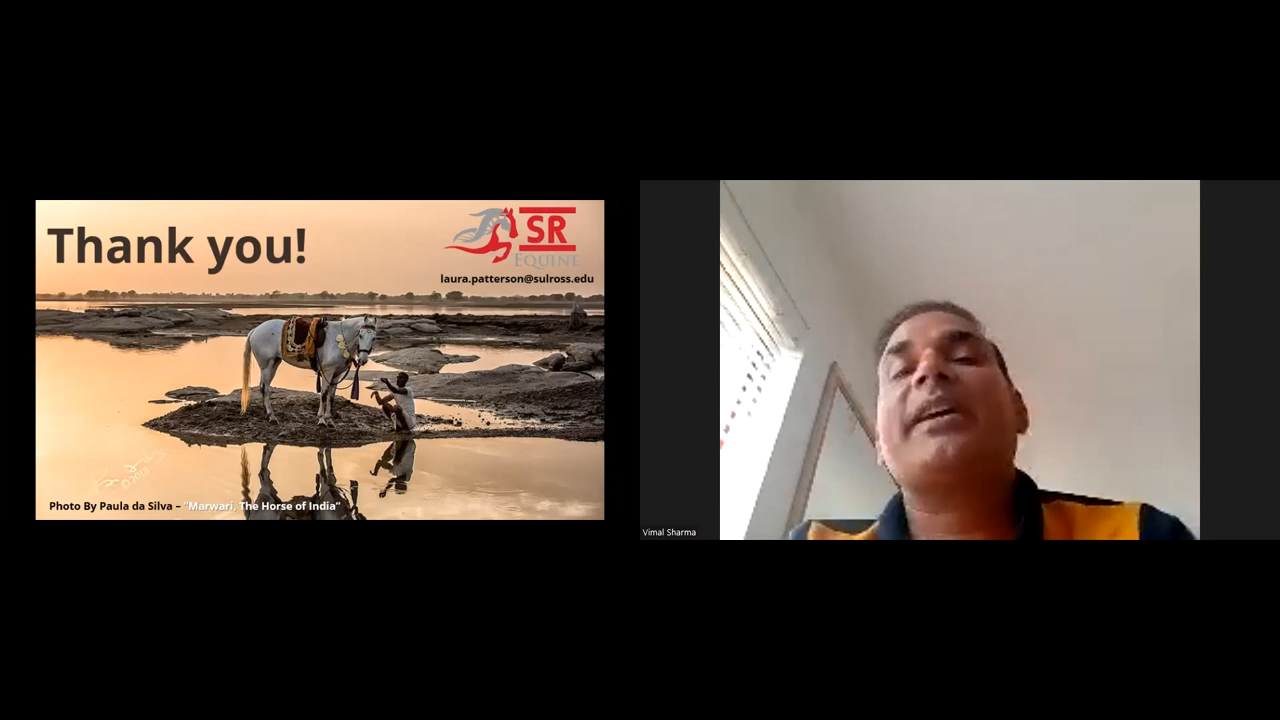 Thank you!
SR
EQUINE
laura.patterson@sulross.edu
©2013
Photo By Paula da Silva – "Marwari, The Horse of India"
Vimal Sharma